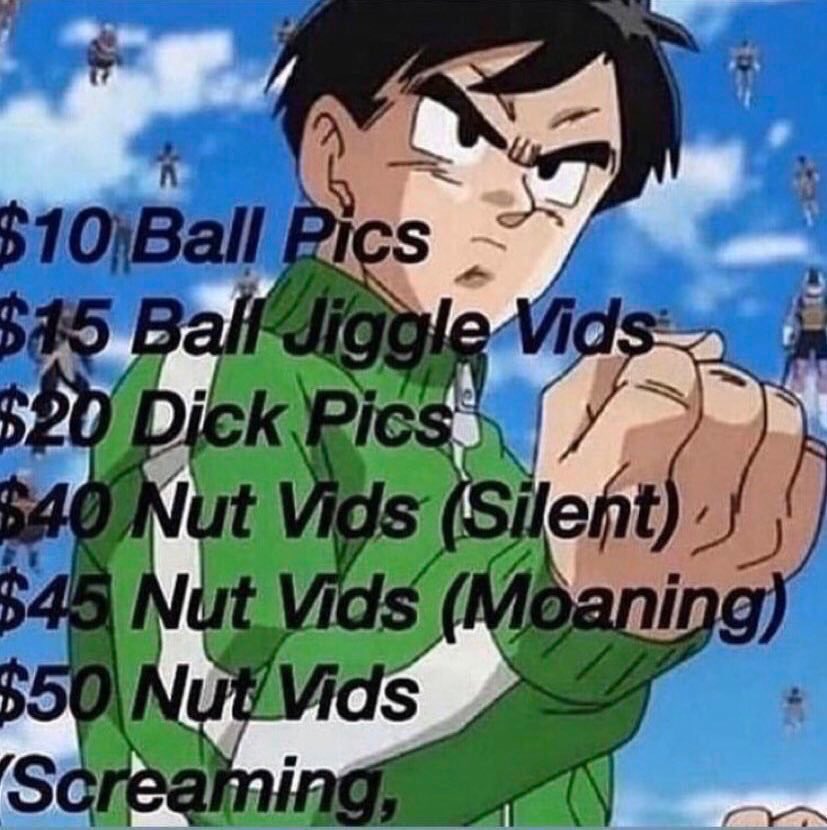 $10 Ball Pics
$15 Ball Jiggle Vids
$20 Dick Pics
$40 Nut Vids (Silent)
$45 Nut Vids (Moaning)
$50 Nut Vids
(Screaming,